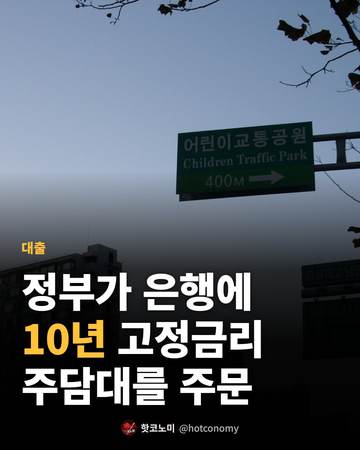 어린이교통공원
Children Traffic Park
400M
대출
정부가 은행에
10년 고정금리
주담대를 주문
핫코노미 @hotconomy